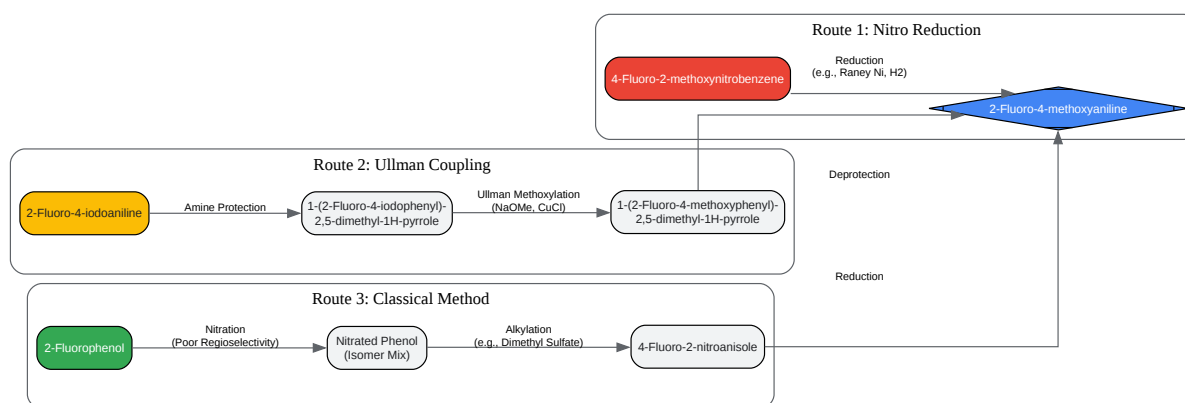 Route 1: Nitro Reduction
4-Fluoro-2-methoxynitrobenzene
Reduction
(e.g., Raney Ni, H2)
2-Fluoro-4-methoxyaniline
Route 2: Ullman Coupling
2-Fluoro-4-iodoaniline
Amine Protection
1-(2-Fluoro-4-iodophenyl)-
2,5-dimethyl-1H-pyrrole
Ullman Methoxylation
(NaOMe, CuCl)
1-(2-Fluoro-4-methoxyphenyl)-
2,5-dimethyl-1H-pyrrole
Deprotection
Route 3: Classical Method
2-Fluorophenol
Nitration
(Poor Regioselectivity)
Nitrated Phenol
(Isomer Mix)
Alkylation
(e.g., Dimethyl Sulfate)
4-Fluoro-2-nitroanisole
Reduction